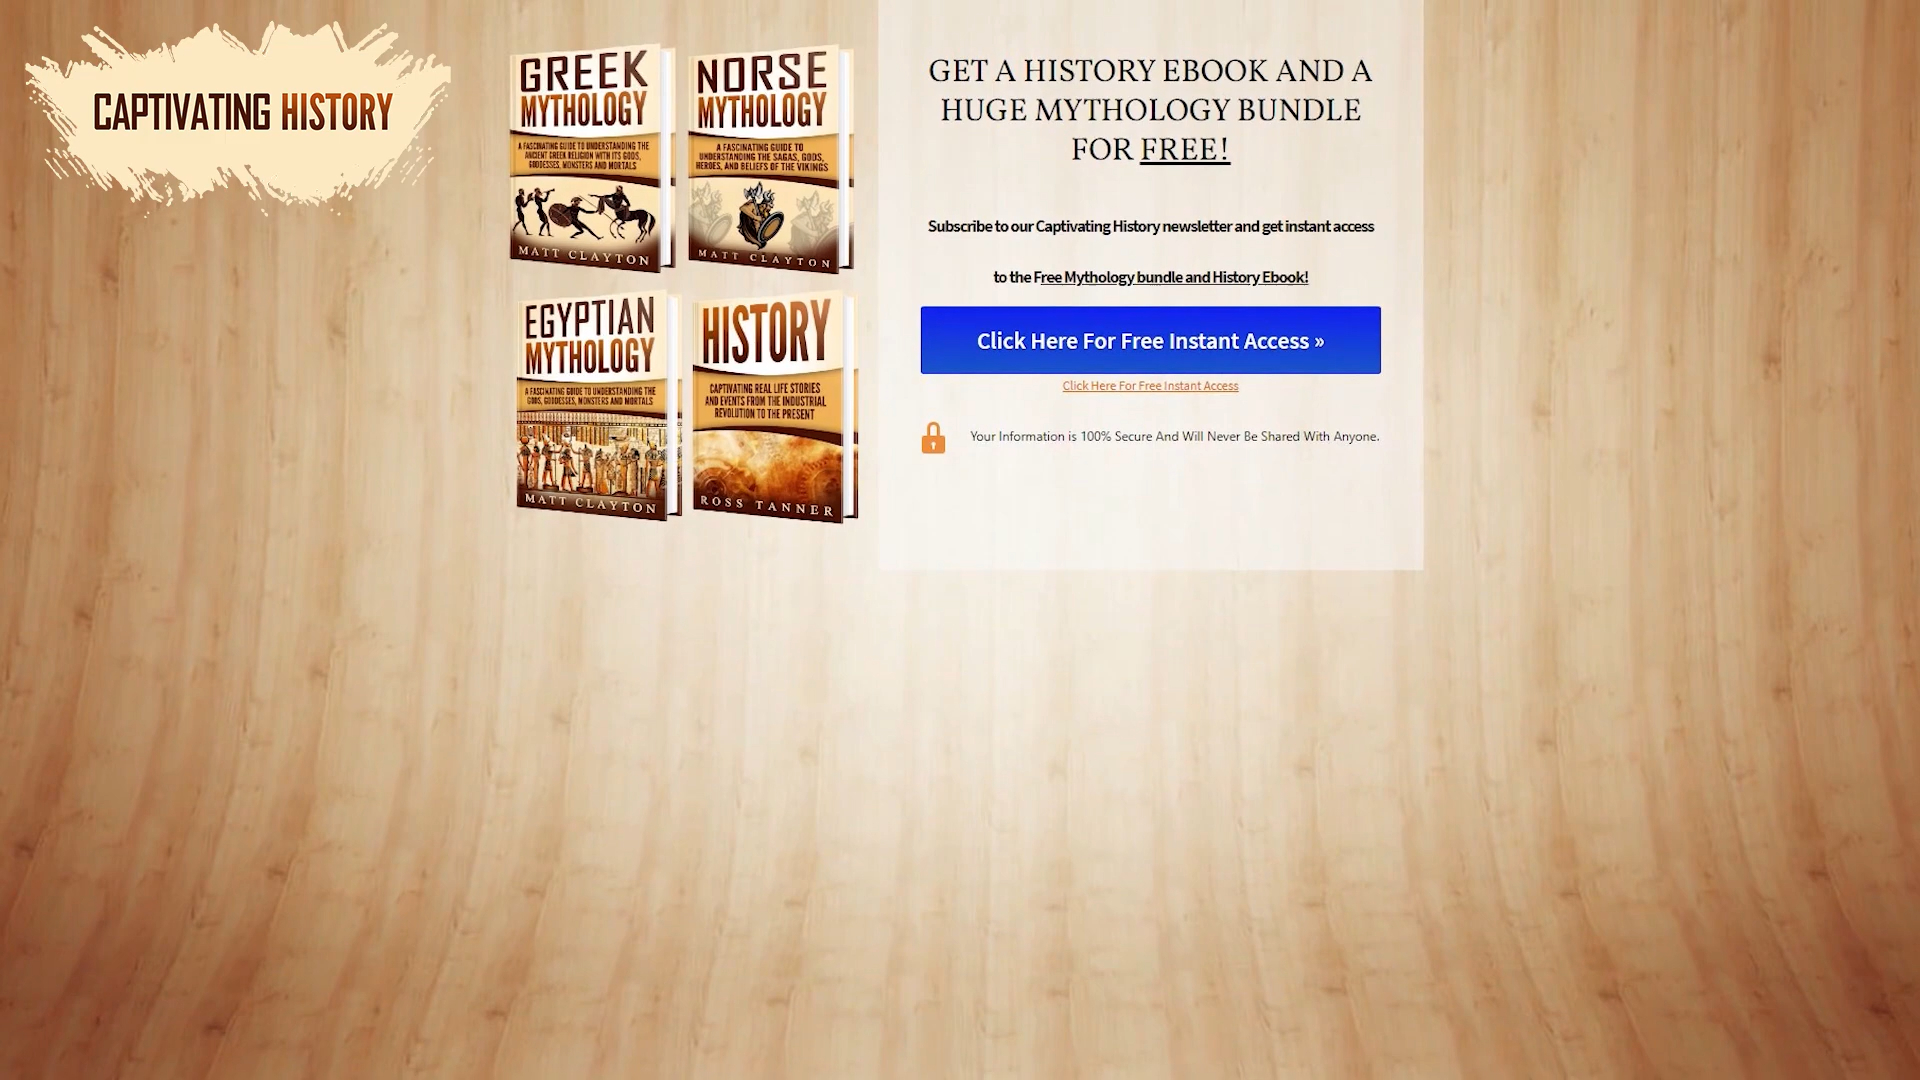 CAPTIVATING HISTORY
GREEK
MYTHOLOGY
A FASCINATING GUIDE TO UNDERSTANDING THE
ANCIENT GREEK RELIGION WITH ITS GODS,
GODDESSES, MONSTERS AND MORTALS
MATT CLAYTON
NORSE
MYTHOLOGY
A FASCINATING GUIDE TO
UNDERSTANDING THE SAGAS, GODS,
HEROES, AND BELIEFS OF THE VIKINGS
MATT CLAYTON
EGYPTIAN
MYTHOLOGY
A FASCINATING GUIDE TO UNDERSTANDING THE
GODS, GODDESSES, MONSTERS AND MORTALS
MATT CLAYTON
HISTORY
CAPTIVATING REAL LIFE STORIES
AND EVENTS FROM THE INDUSTRIAL
REVOLUTION TO THE PRESENT
ROSS TANNER
GET A HISTORY EBOOK AND A
HUGE MYTHOLOGY BUNDLE
FOR FREE!
Subscribe to our Captivating History newsletter and get instant access
to the Free Mythology bundle and History Ebook!
Click Here For Free Instant Access »
Click Here For Free Instant Access
Your Information is 100% Secure And Will Never Be Shared With Anyone.